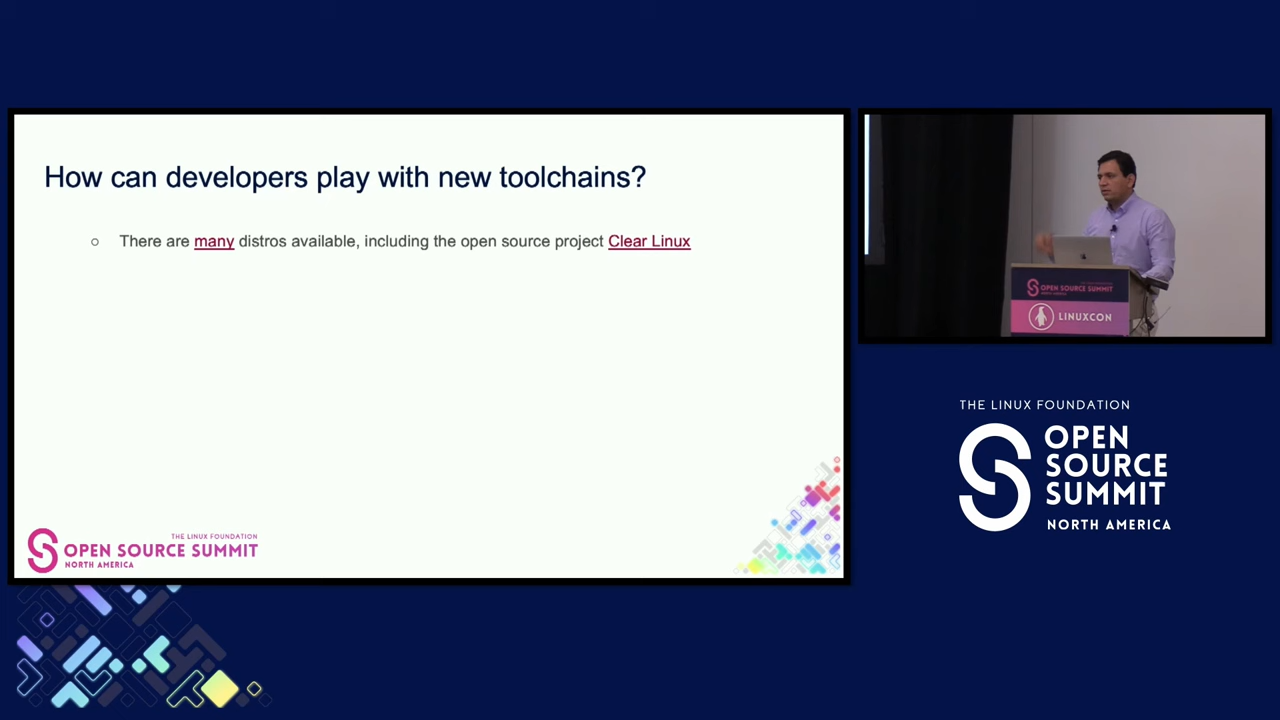 How can developers play with new toolchains?
○ There are many distros available, including the open source project Clear Linux
THE LINUX FOUNDATION
OPEN SOURCE SUMMIT
NORTH AMERICA
OPEN SOURCE SUMMIT
NORTH AMERICA
LINUXCON
THE LINUX FOUNDATION
OPEN
SOURCE
SUMMIT
NORTH AMERICA